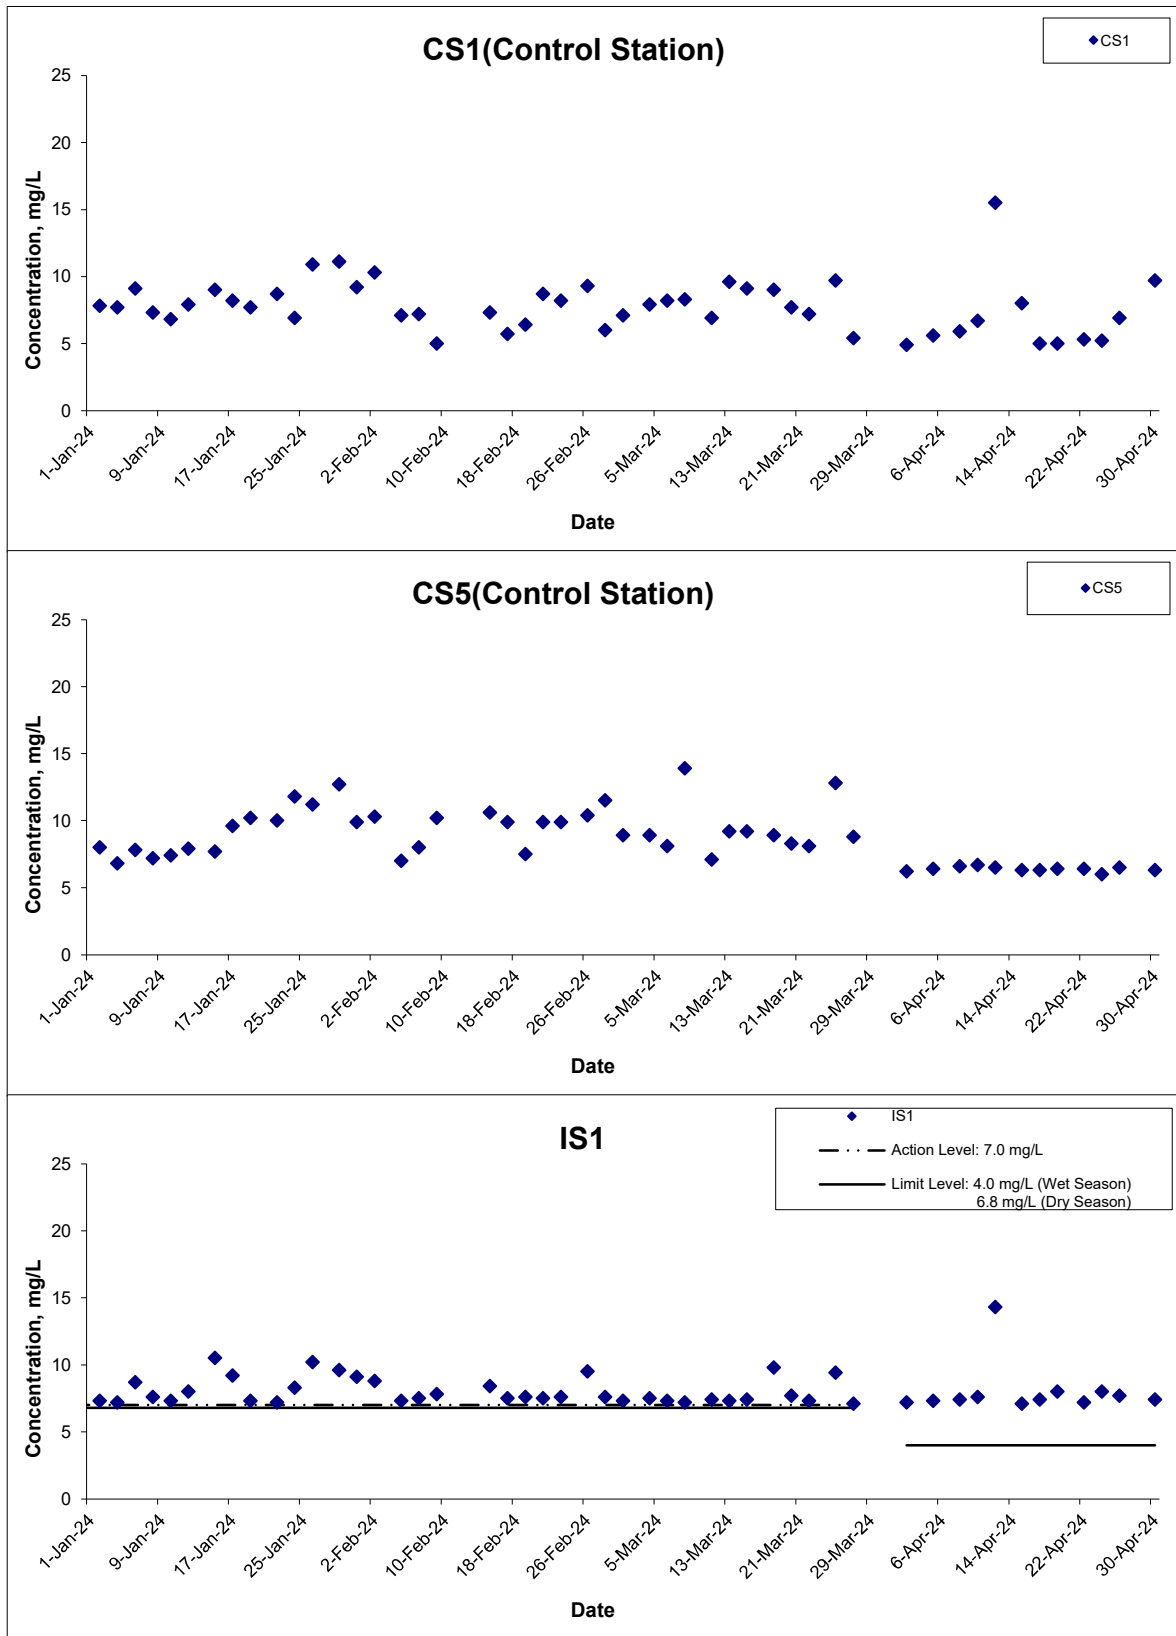 CS1(Control Station)
CS1
Concentration, mg/L
25
20
15
10
5
0
1-Jan-24
9-Jan-24
17-Jan-24
25-Jan-24
2-Feb-24
10-Feb-24
18-Feb-24
26-Feb-24
5-Mar-24
13-Mar-24
21-Mar-24
29-Mar-24
6-Apr-24
14-Apr-24
22-Apr-24
30-Apr-24
Date
CS5(Control Station)
CS5
Concentration, mg/L
25
20
15
10
5
0
1-Jan-24
9-Jan-24
17-Jan-24
25-Jan-24
2-Feb-24
10-Feb-24
18-Feb-24
26-Feb-24
5-Mar-24
13-Mar-24
21-Mar-24
29-Mar-24
6-Apr-24
14-Apr-24
22-Apr-24
30-Apr-24
Date
IS1
IS1
Action Level: 7.0 mg/L
Limit Level: 4.0 mg/L (Wet Season)
6.8 mg/L (Dry Season)
Concentration, mg/L
25
20
15
10
5
0
1-Jan-24
9-Jan-24
17-Jan-24
25-Jan-24
2-Feb-24
10-Feb-24
18-Feb-24
26-Feb-24
5-Mar-24
13-Mar-24
21-Mar-24
29-Mar-24
6-Apr-24
14-Apr-24
22-Apr-24
30-Apr-24
Date